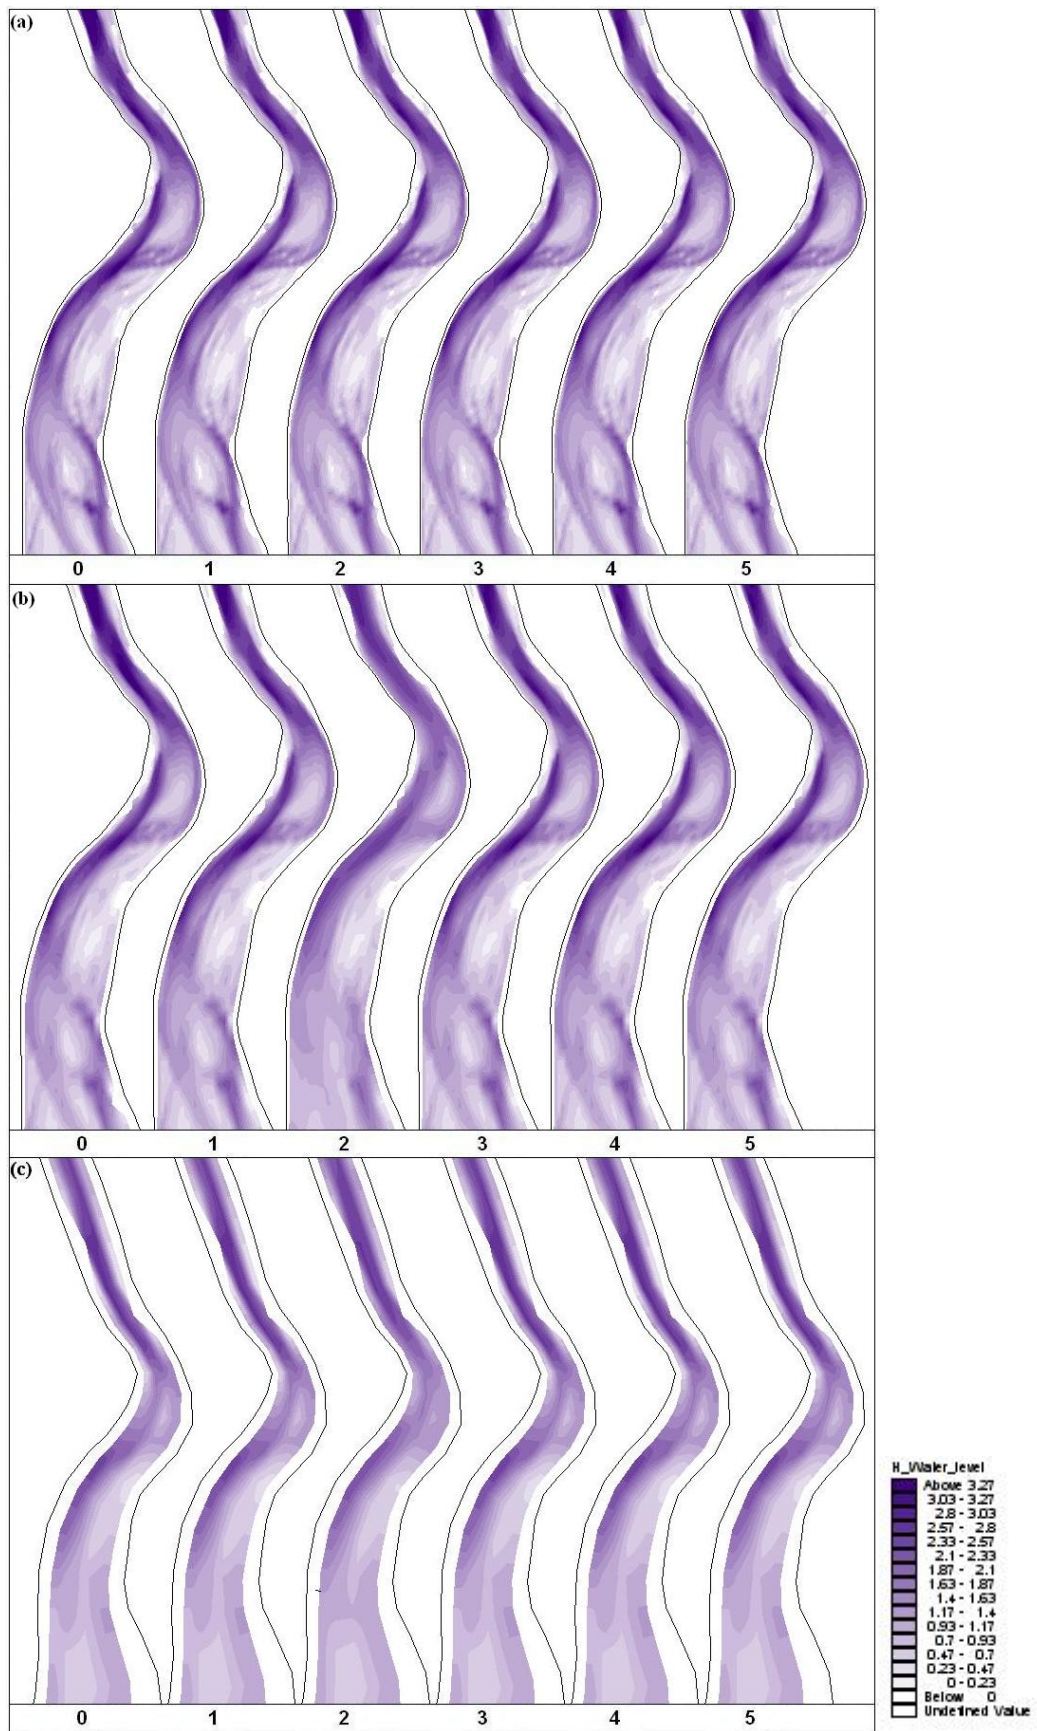 (a)
0 1 2 3 4 5
(b)
0 1 2 3 4 5
(c)
0 1 2 3 4 5
H_Water_level
Above 3.27
3.03 - 3.27
2.8 - 3.03
2.57 - 2.8
2.33 - 2.57
2.1 - 2.33
1.87 - 2.1
1.63 - 1.87
1.4 - 1.63
1.17 - 1.4
0.93 - 1.17
0.7 - 0.93
0.47 - 0.7
0.23 - 0.47
0 - 0.23
Below 0
Undefined Value